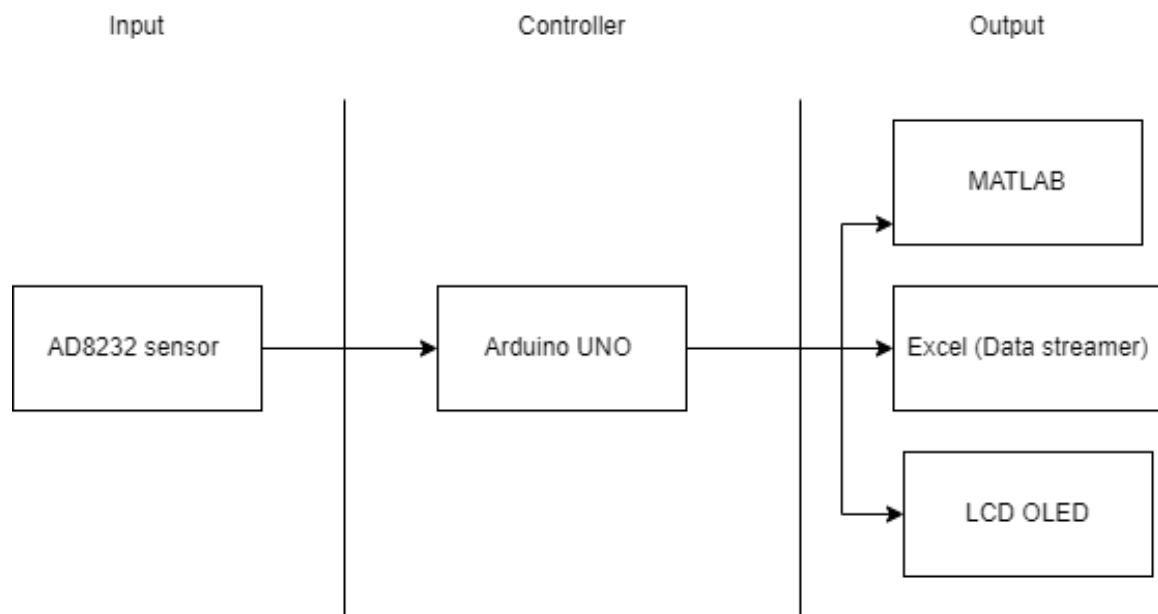 Input
Controller
Output
MATLAB
AD8232 sensor
Arduino UNO
Excel (Data streamer)
LCD OLED